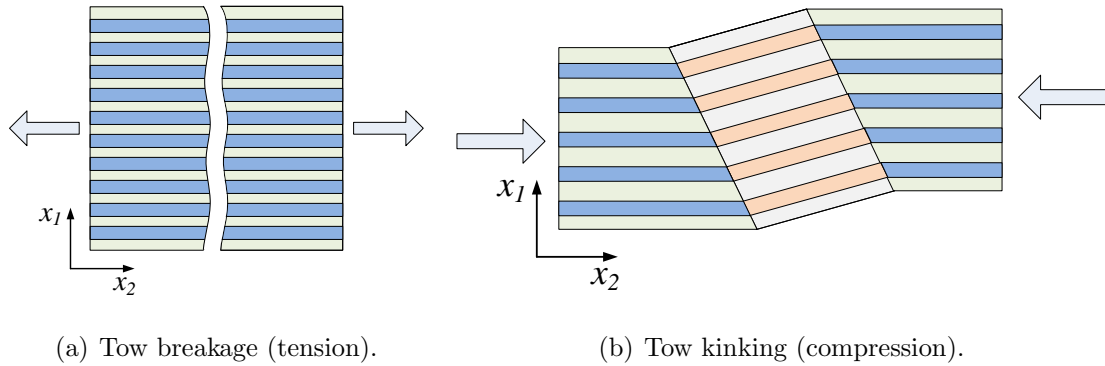 x1
x2
x1
x2
(a) Tow breakage (tension).
(b) Tow kinking (compression).